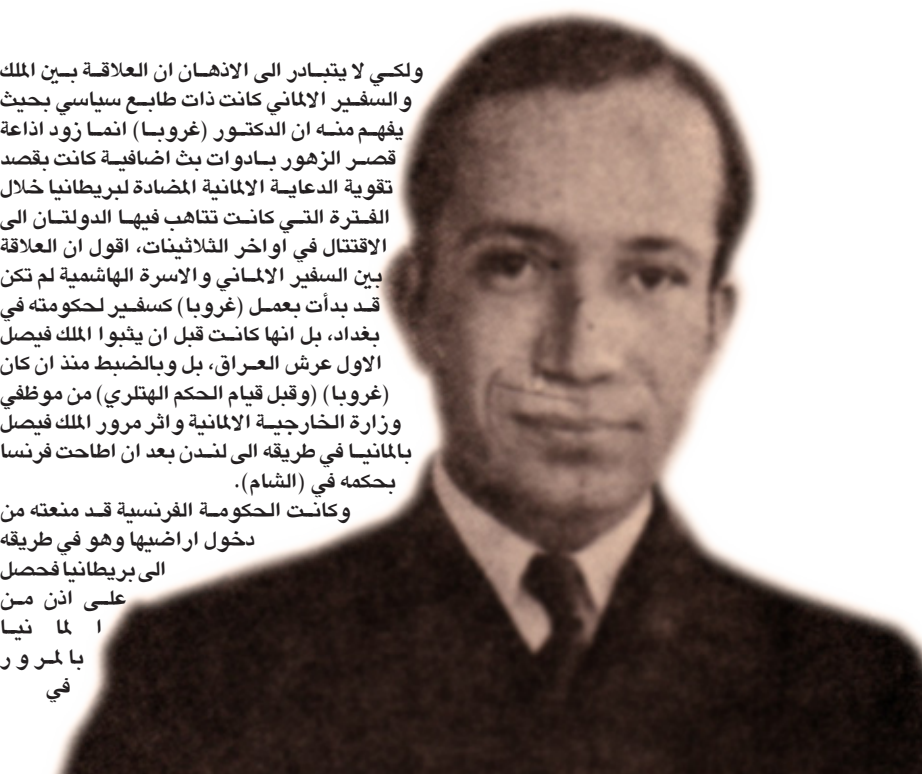 ولكي لا يتبادر الى الاذهان ان العلاقة بين الملك
والسفير الالماني كانت ذات طابع سياسي بحيث
يفهم منه ان الدكتور (غروبا) انما زود اذاعة
قصر الزهور بادوات بث اضافية كانت بقصد
تقوية الدعاية الالمانية المضادة لبريطانيا خلال
الفترة التي كانت تتاهب فيها الدولتان الى
الاقتتال في اواخر الثلاثينات، اقول ان العلاقة
بين السفير الالماني والاسرة الهاشمية لم تكن
قد بدأت بعمل (غروبا) كسفير لحكومته في
بغداد، بل انها كانت قبل ان يثبوا الملك فيصل
الاول عرش العراق، بل وبالضبط منذ ان كان
(غروبا) (وقبل قيام الحكم الهتلري) من موظفي
وزارة الخارجية الالمانية واثر مرور الملك فيصل
بالمانيا في طريقه الى لندن بعد ان اطاحت فرنسا
بحكمه في (الشام).
وكانت الحكومة الفرنسية قد منعته من
دخول اراضيها وهو في طريقه
الى بريطانيا فحصل
على اذن من
المانيا
بالمرور
في